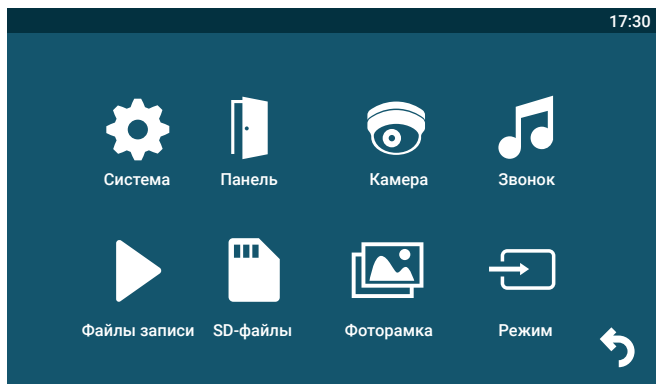 17:30
Система
Панель
Камера
Звонок
Файлы записи
SD-файлы
Фоторамка
Режим